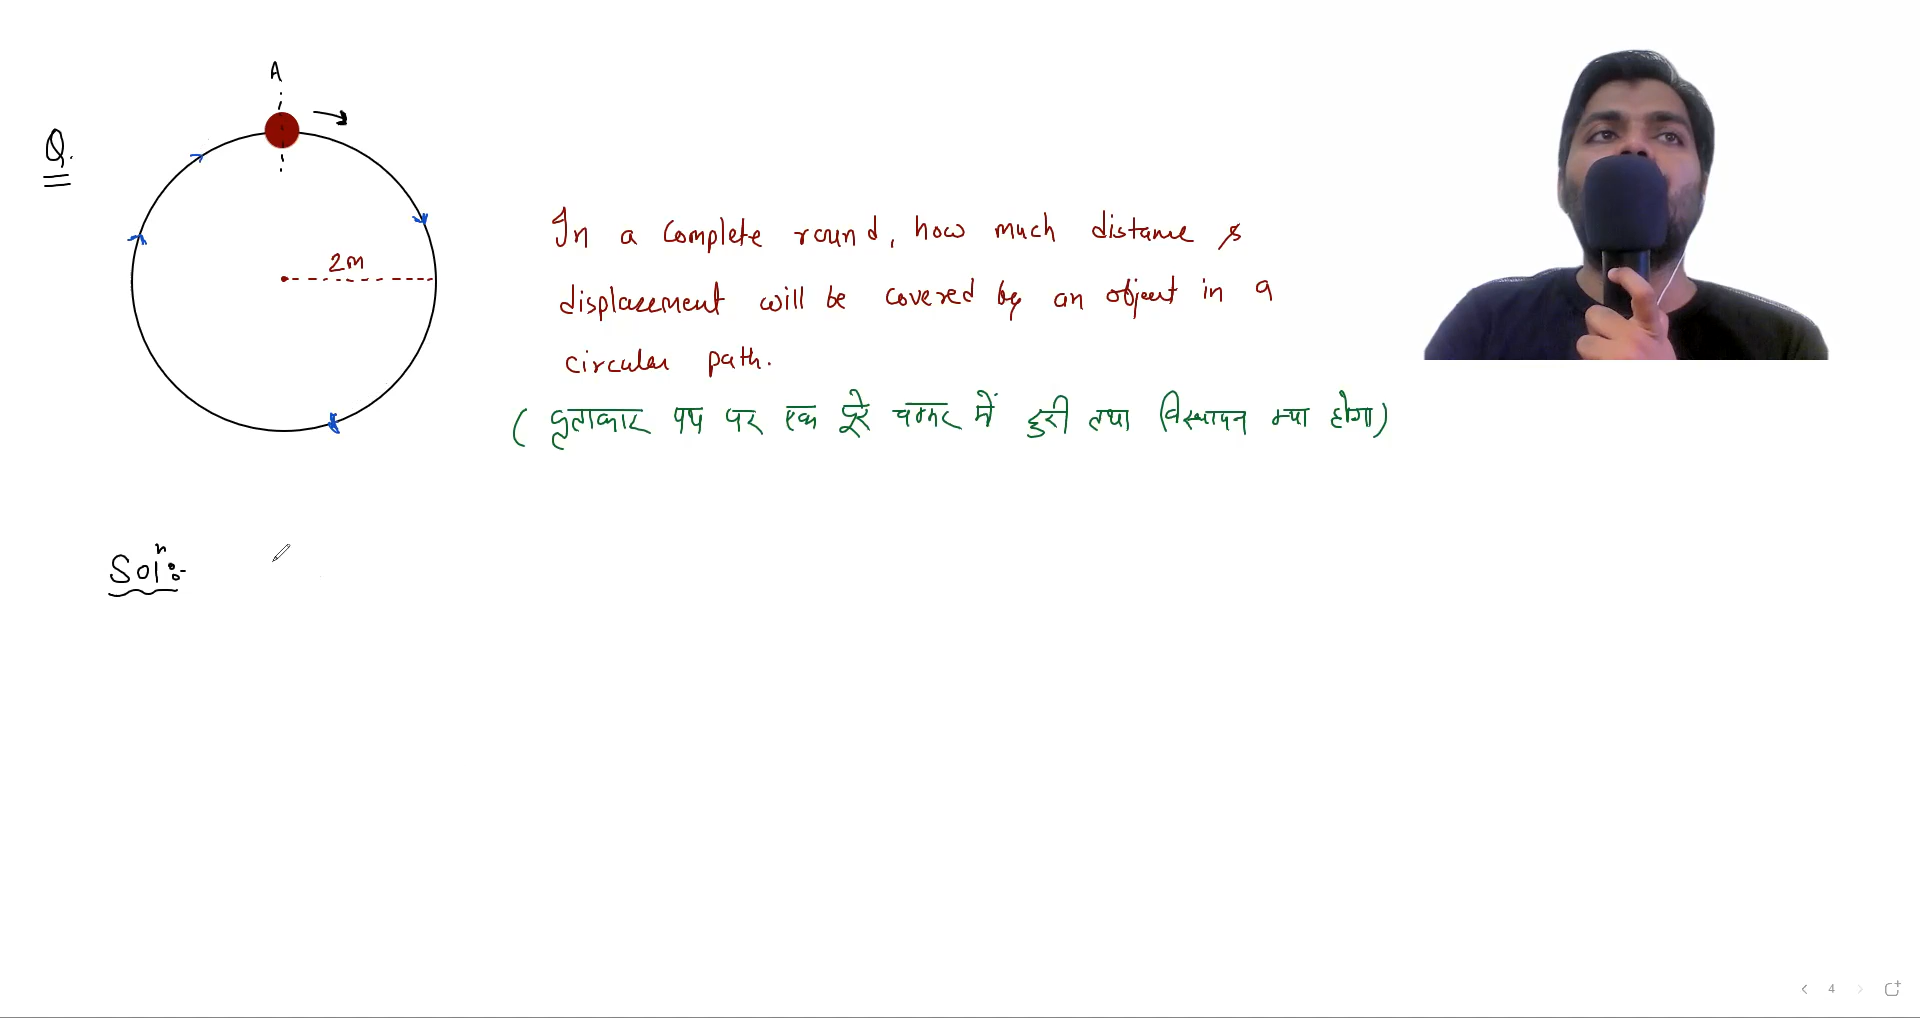 A
Q.
2m
In a complete round, how much distance &
displacement will be covered by an object in a
circular path.
( वृत्ताकार पथ पर एक पूरे चक्कर में दुरी तथा विस्थापन क्या होगा)
Solⁿ:-
4